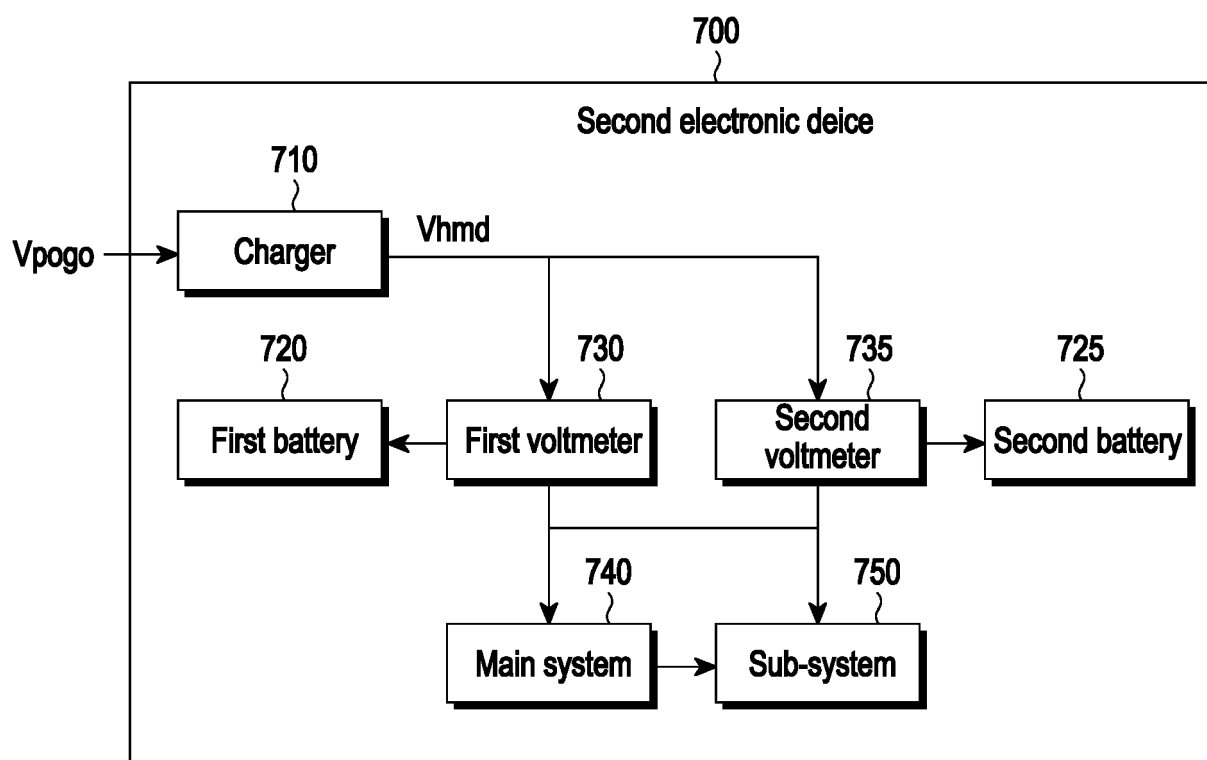 700
Second electronic deice
710
Charger
Vhmd
Vpogo
720
730
735
725
First battery
First voltmeter
Second
voltmeter
Second battery
740
750
Main system
Sub-system